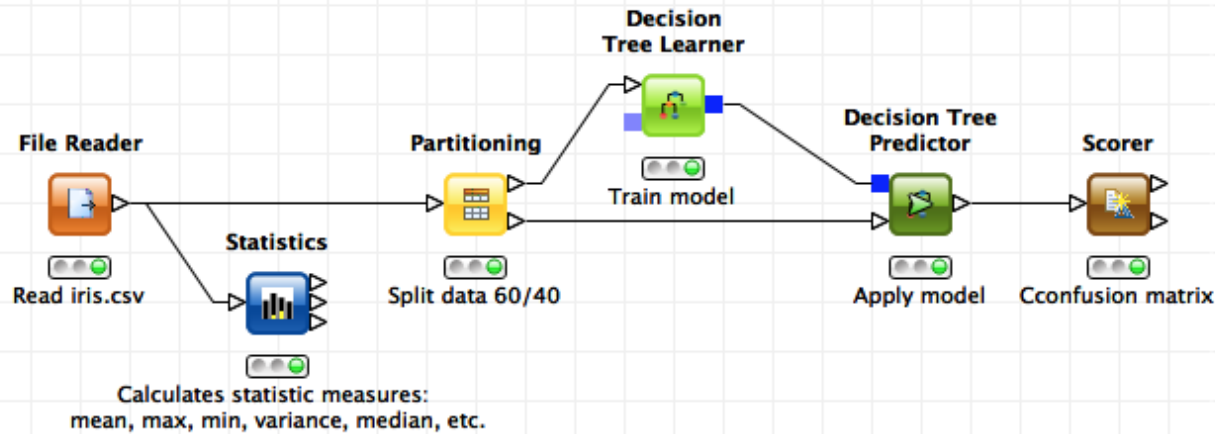 Decision
Tree Learner
File Reader
Partitioning
Decision Tree
Predictor
Scorer
Train model
Statistics
Read iris.csv
Split data 60/40
Apply model
Cconfusion matrix
Calculates statistic measures:
mean, max, min, variance, median, etc.